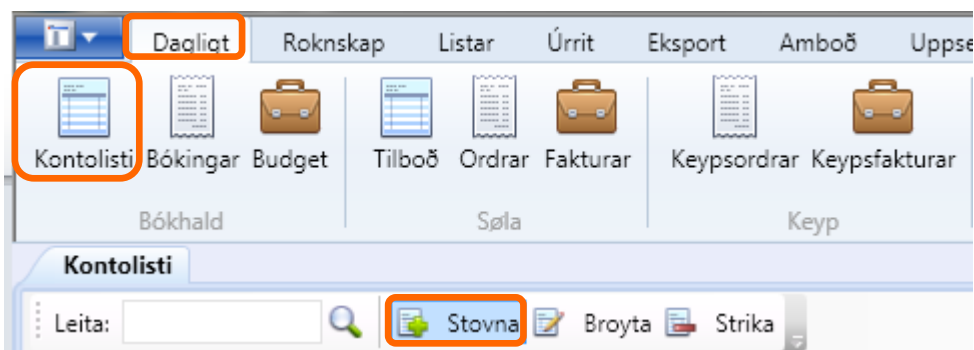 Dagligt Roknskap Listar Úrrit Eksport Amboð Uppse
Kontolisti Bókingar Budget Tilboð Ordrar Fakturar Keypsordrar Keypsfakturar
Bókhald Søla Keyp
Kontolisti
Leita: Stovna Broyta Strika